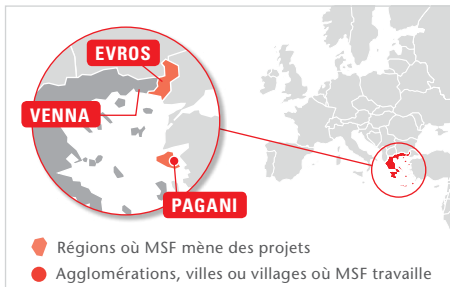 EVROS
VENNA
PAGANI
Régions où MSF mène des projets
Agglomérations, villes ou villages où MSF travaille